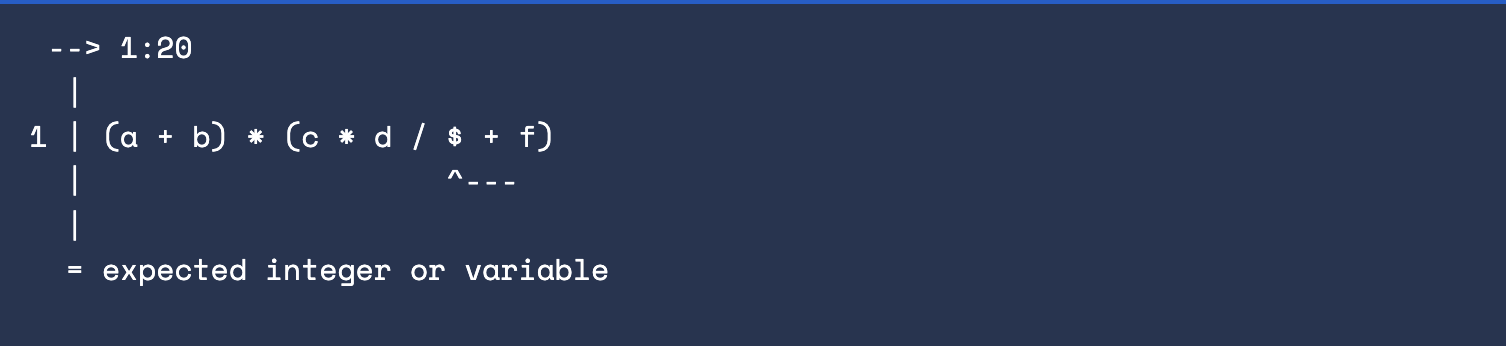 --> 1:20
|
1 | (a + b) * (c * d / $ + f)
| ^---
|
= expected integer or variable